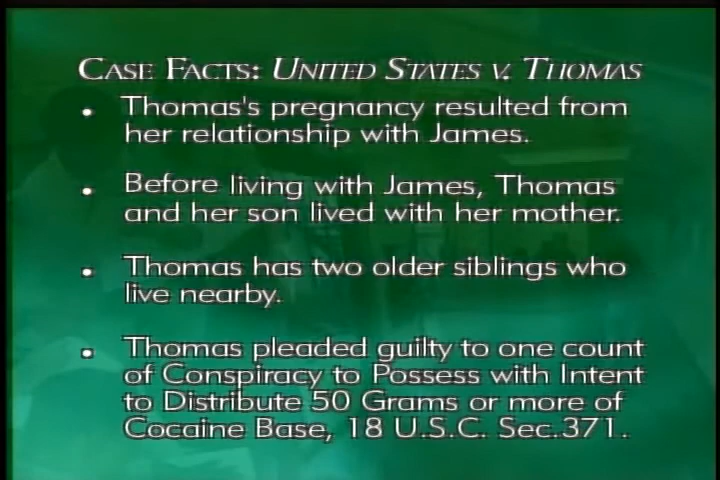 CASE FACTS: UNITED STATES V. THOMAS
• Thomas's pregnancy resulted from
her relationship with James.
• Before living with James, Thomas
and her son lived with her mother.
• Thomas has two older siblings who
live nearby.
• Thomas pleaded guilty to one count
of Conspiracy to Possess with Intent
to Distribute 50 Grams or more of
Cocaine Base, 18 U.S.C. Sec.371.